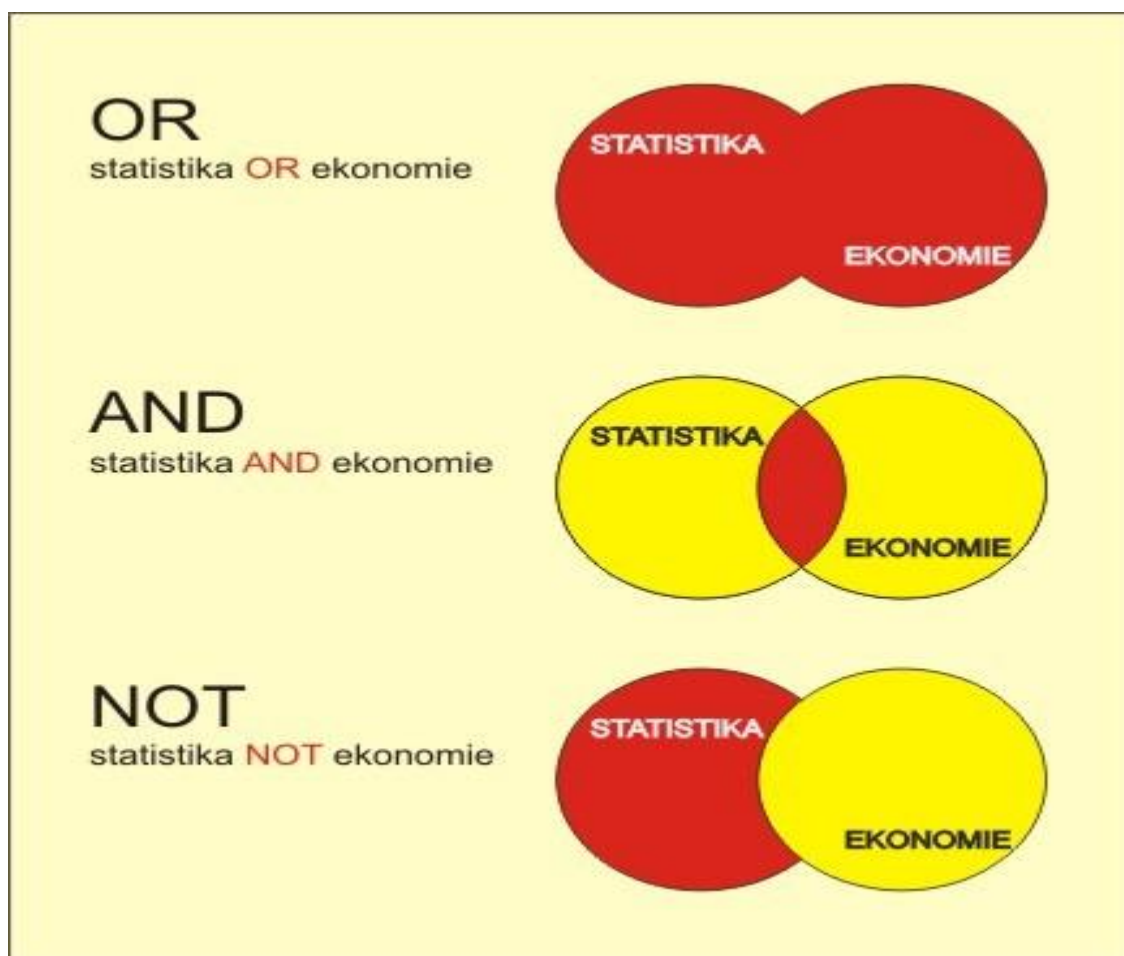 OR
statistika OR ekonomie
STATISTIKA
EKONOMIE
AND
statistika AND ekonomie
STATISTIKA
EKONOMIE
NOT
statistika NOT ekonomie
STATISTIKA
EKONOMIE